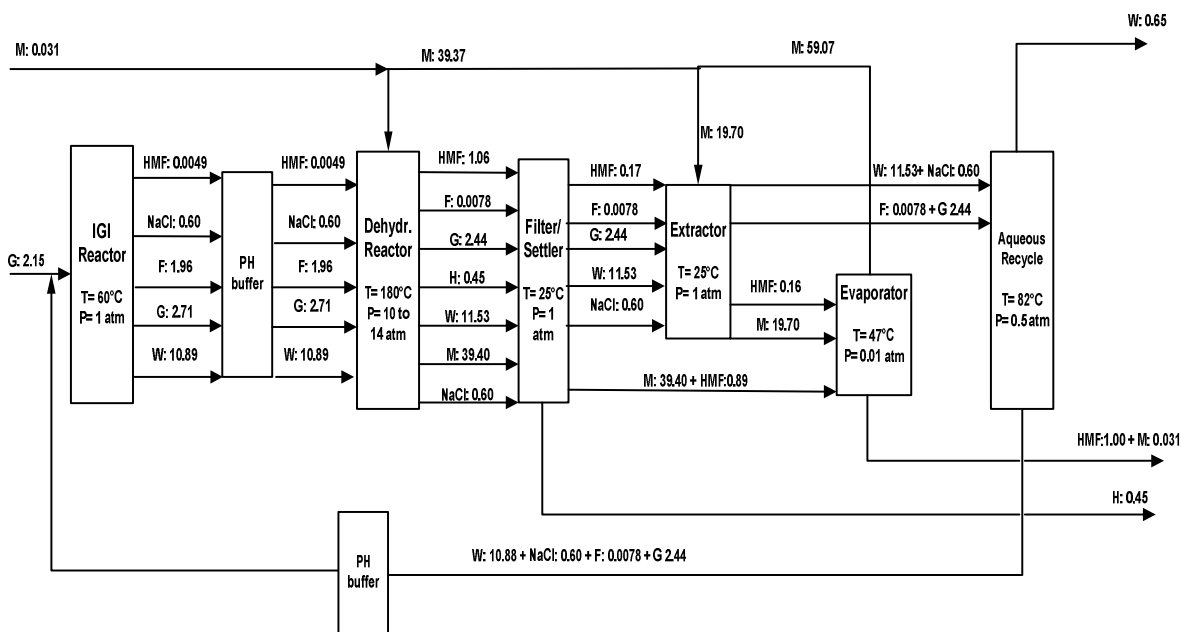 W: 0.65
M: 0.031
M: 39.37
M: 59.07
M: 19.70
HMF: 0.0049
HMF: 0.0049
HMF: 1.06
HMF: 0.17
W: 11.53+ NaCl: 0.60
IGI
Reactor
T= 60°C
P= 1 atm
NaCl: 0.60
NaCl: 0.60
F: 0.0078
F: 0.0078
F: 0.0078 + G 2.44
G: 2.15
PH
buffer
Dehydr.
Reactor
T= 180°C
P= 10 to
14 atm
G: 2.44
Filter/
Settler
T= 25°C
P= 1
atm
G: 2.44
Extractor
T= 25°C
P= 1 atm
Aqueous
Recycle
T= 82°C
P= 0.5 atm
F: 1.96
F: 1.96
H: 0.45
W: 11.53
HMF: 0.16
Evaporator
T= 47°C
P= 0.01 atm
G: 2.71
G: 2.71
W: 11.53
NaCl: 0.60
M: 19.70
W: 10.89
W: 10.89
M: 39.40
M: 39.40 + HMF:0.89
NaCl: 0.60
HMF:1.00 + M: 0.031
H: 0.45
W: 10.88 + NaCl: 0.60 + F: 0.0078 + G 2.44
PH
buffer